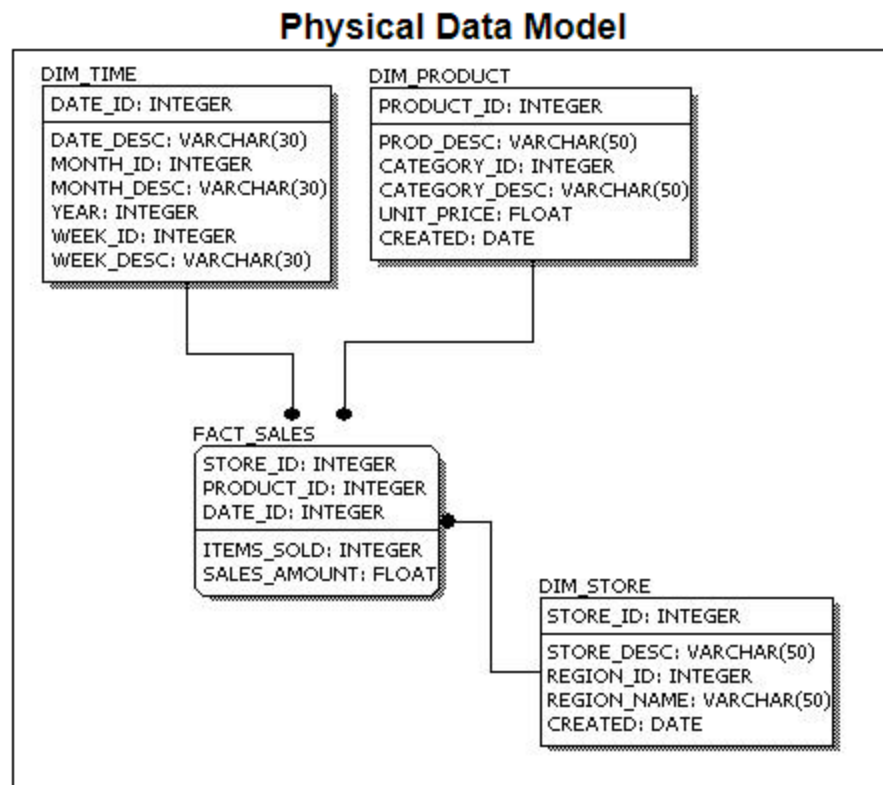 Physical Data Model
DIM_TIME
DATE_ID: INTEGER
DATE_DESC: VARCHAR(30)
MONTH_ID: INTEGER
MONTH_DESC: VARCHAR(30)
YEAR: INTEGER
WEEK_ID: INTEGER
WEEK_DESC: VARCHAR(30)
DIM_PRODUCT
PRODUCT_ID: INTEGER
PROD_DESC: VARCHAR(50)
CATEGORY_ID: INTEGER
CATEGORY_DESC: VARCHAR(50)
UNIT_PRICE: FLOAT
CREATED: DATE
FACT_SALES
STORE_ID: INTEGER
PRODUCT_ID: INTEGER
DATE_ID: INTEGER
ITEMS_SOLD: INTEGER
SALES_AMOUNT: FLOAT
DIM_STORE
STORE_ID: INTEGER
STORE_DESC: VARCHAR(50)
REGION_ID: INTEGER
REGION_NAME: VARCHAR(50)
CREATED: DATE